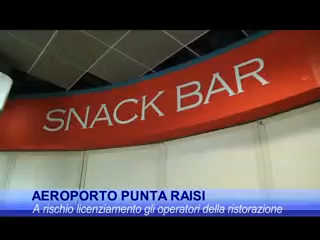 SNACK BAR
AEROPORTO PUNTA RAISI
A rischio licenziamento gli operatori della ristorazione